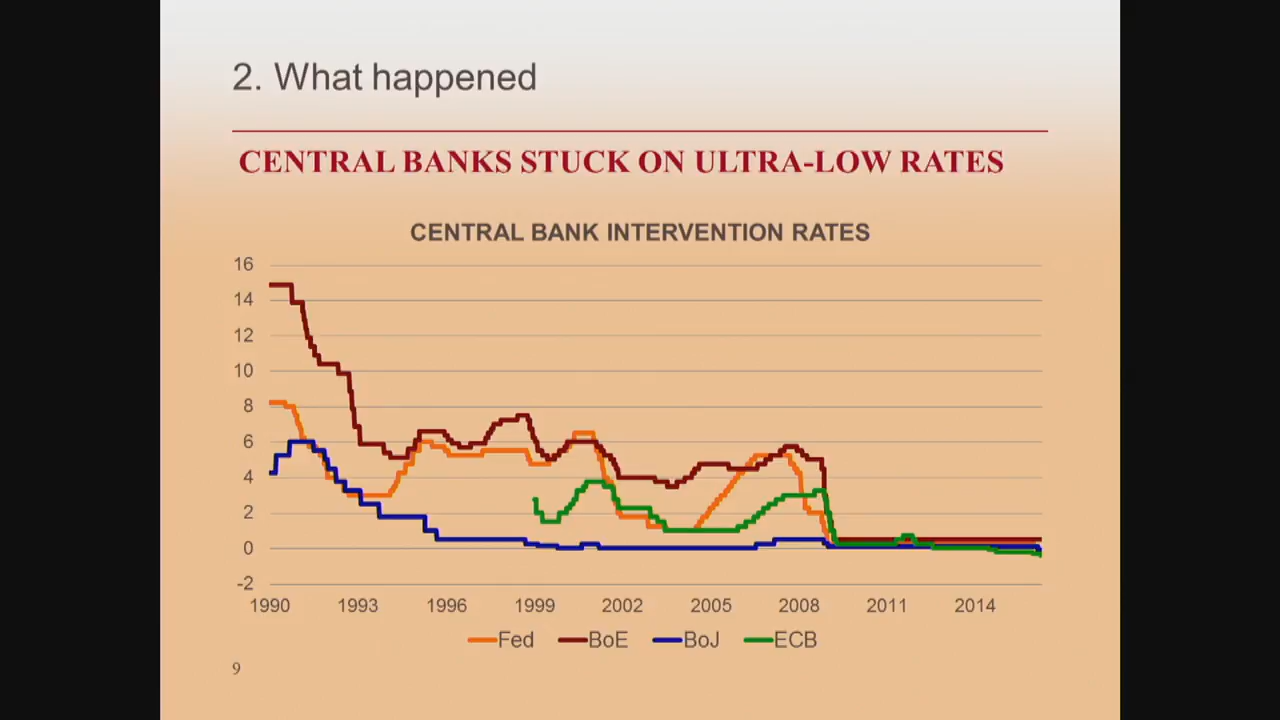 2. What happened
CENTRAL BANKS STUCK ON ULTRA-LOW RATES
CENTRAL BANK INTERVENTION RATES
16
14
12
10
8
6
4
2
0
-2
1990 1993 1996 1999 2002 2005 2008 2011 2014
Fed BoE BoJ ECB
9